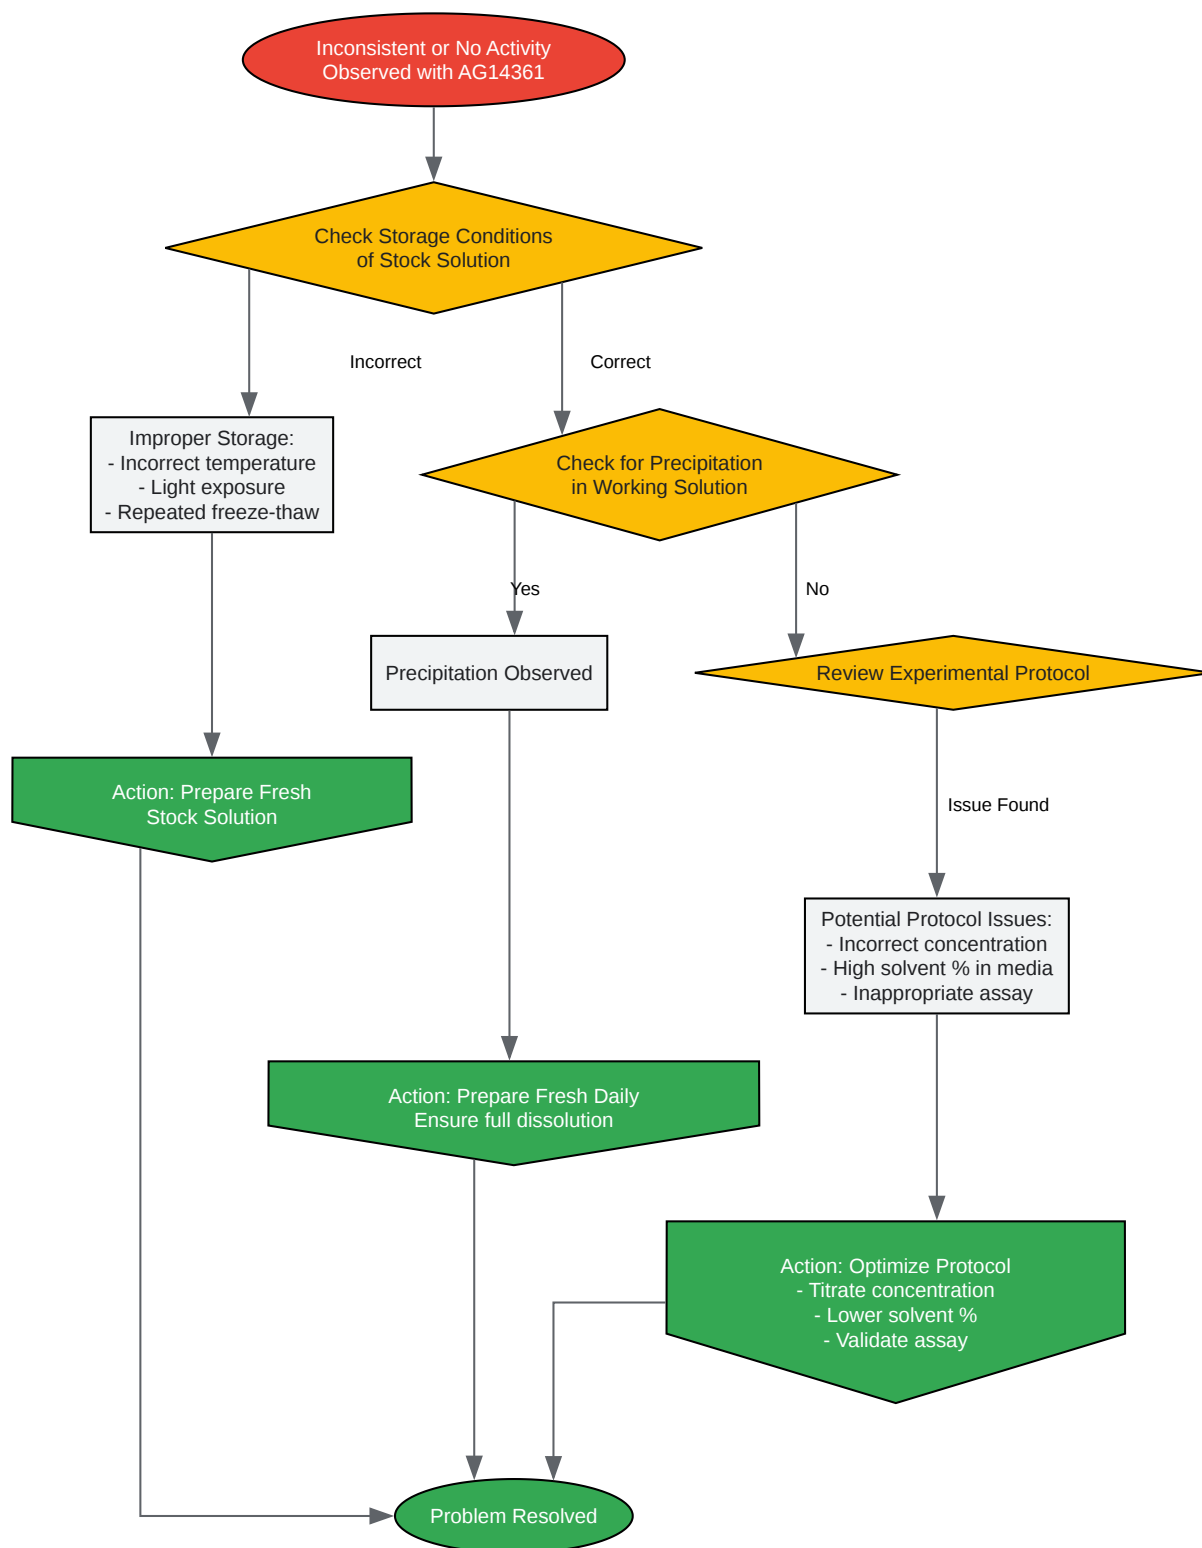 Inconsistent or No Activity
Observed with AG14361
Check Storage Conditions
of Stock Solution
Incorrect
Correct
Improper Storage:
- Incorrect temperature
- Light exposure
- Repeated freeze-thaw
Check for Precipitation
in Working Solution
Yes
No
Precipitation Observed
Review Experimental Protocol
Action: Prepare Fresh
Stock Solution
Issue Found
Potential Protocol Issues:
- Incorrect concentration
- High solvent % in media
- Inappropriate assay
Action: Prepare Fresh Daily
Ensure full dissolution
Action: Optimize Protocol
- Titrate concentration
- Lower solvent %
- Validate assay
Problem Resolved